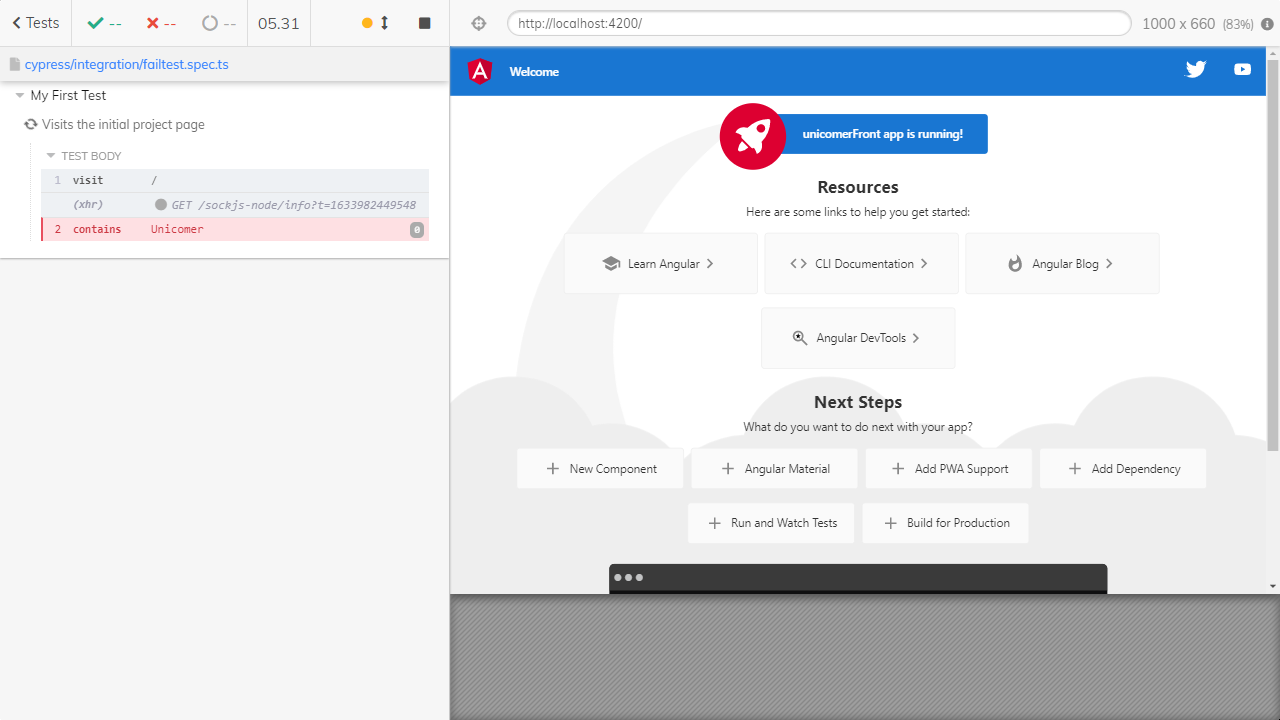 Tests -- -- -- 05.31
http://localhost:4200/ 1000 x 660 (83%)
cypress/integration/failtest.spec.ts
My First Test
Visits the initial project page
TEST BODY
1 visit /
(xhr) GET /sockjs-node/info?t=1633982449548
2 contains Unicomer 0
A Welcome
unicomerFront app is running!
Resources
Here are some links to help you get started:
Learn Angular
CLI Documentation
Angular Blog
Angular DevTools
Next Steps
What do you want to do next with your app?
New Component
Angular Material
Add PWA Support
Add Dependency
Run and Watch Tests
Build for Production